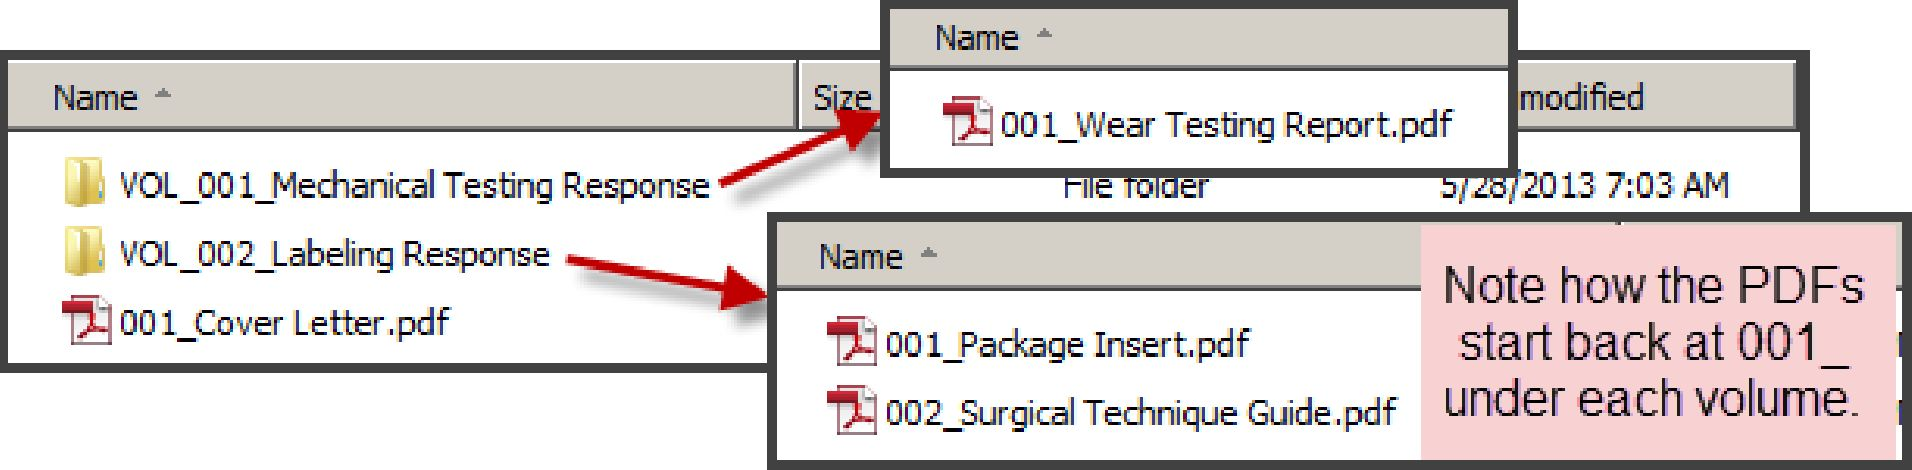 Name
001_Wear Testing Report.pdf
Name
Size
modified
VOL_001_Mechanical Testing Response
File folder
5/28/2013 7:03 AM
VOL_002_Labeling Response
001_Cover Letter.pdf
Name
001_Package Insert.pdf
002_Surgical Technique Guide.pdf
Note how the PDFs
start back at 001_
under each volume.